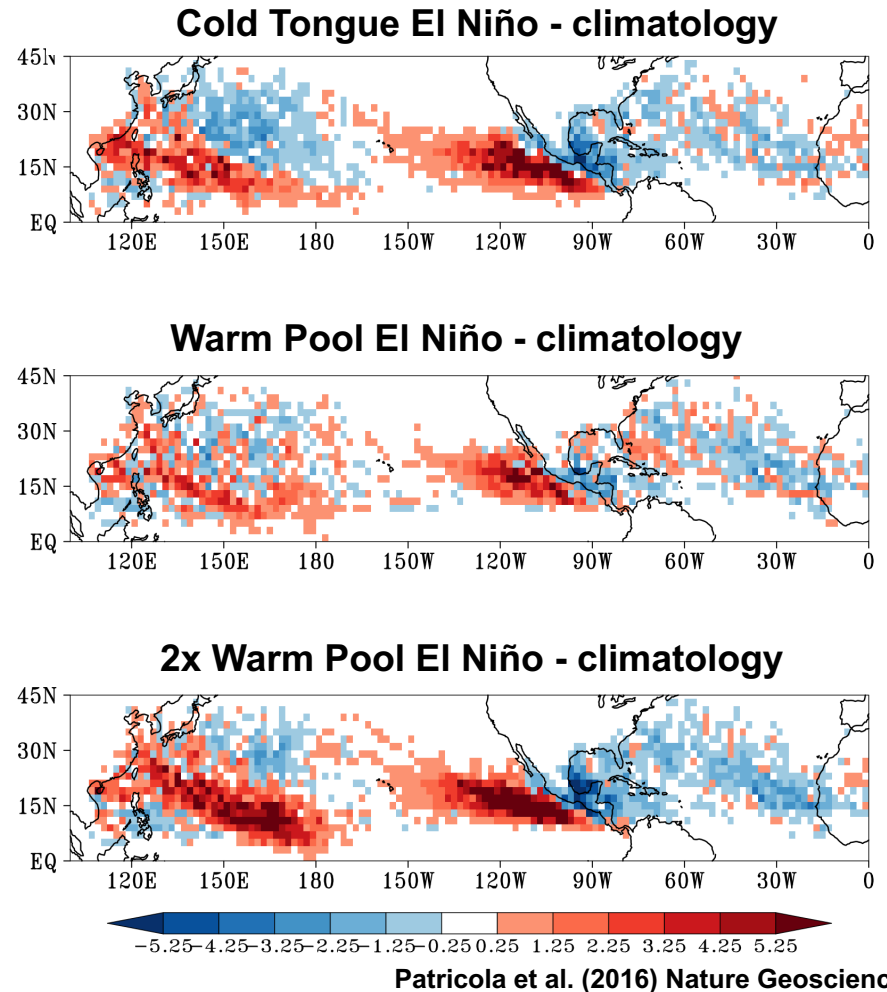 Cold Tongue El Niño - climatology
45N
30N
15N
EQ
120E 150E 180 150W 120W 90W 60W 30W 0
Warm Pool El Niño - climatology
45N
30N
15N
EQ
120E 150E 180 150W 120W 90W 60W 30W 0
2x Warm Pool El Niño - climatology
45N
30N
15N
EQ
120E 150E 180 150W 120W 90W 60W 30W 0
-5.25-4.25-3.25-2.25-1.25-0.25 0.25 1.25 2.25 3.25 4.25 5.25
Patricola et al. (2016) Nature Geoscienc